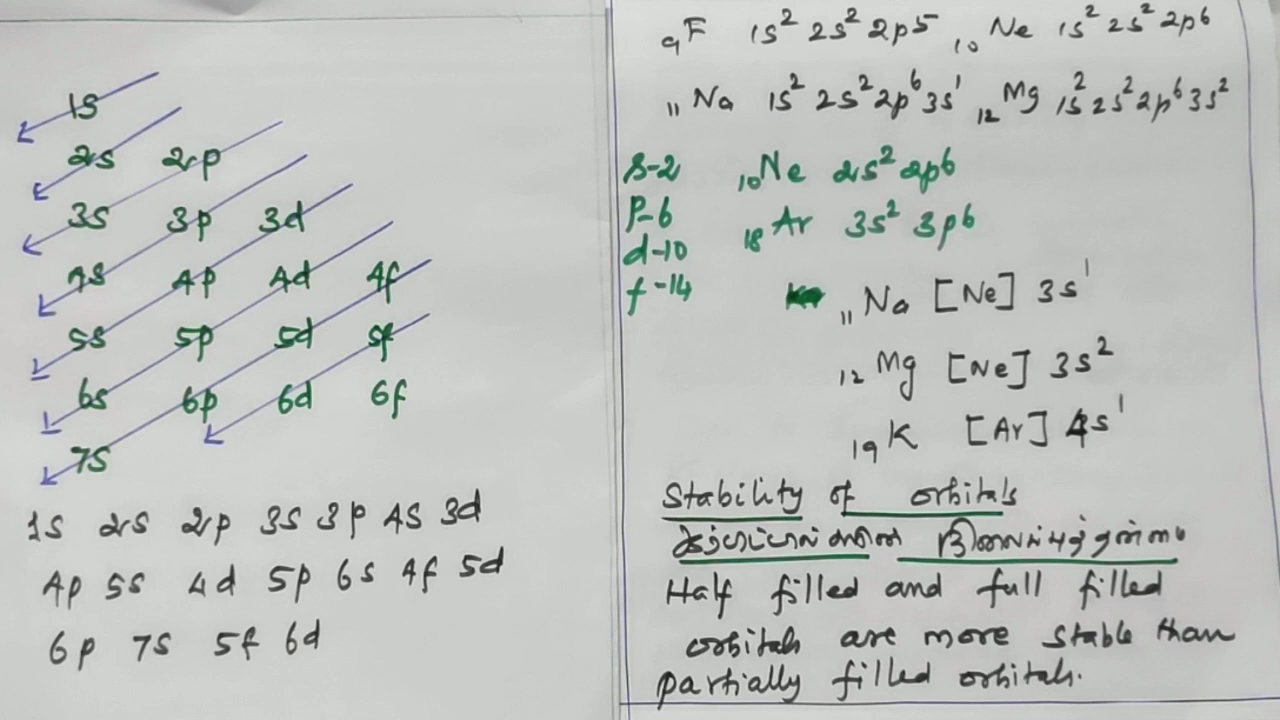 1s
2s 2p
3s 3p 3d
4s 4p 4d 4f
5s 5p 5d 5f
6s 6p 6d 6f
7s
1s 2s 2p 3s 3p 4s 3d
4p 5s 4d 5p 6s 4f 5d
6p 7s 5f 6d
₉F 1s² 2s² 2p5 ₁₀Ne 1s² 2s² 2p6
₁₁Na 1s² 2s² 2p⁶ 3s¹ ₁₂Mg 1s² 2s² 2p⁶ 3s²
s-2
p-6
d-10
f-14
₁₀Ne 2s² 2p6
₁₈Ar 3s² 3p6
₁₁Na [Ne] 3s¹
₁₂Mg [Ne] 3s²
₁₉K [Ar] 4s¹
Stability of orbitals
ஆர்பிட்டால்களின் நிலைப்புத்தன்மை
Half filled and full filled
orbitals are more stable than
partially filled orbitals.